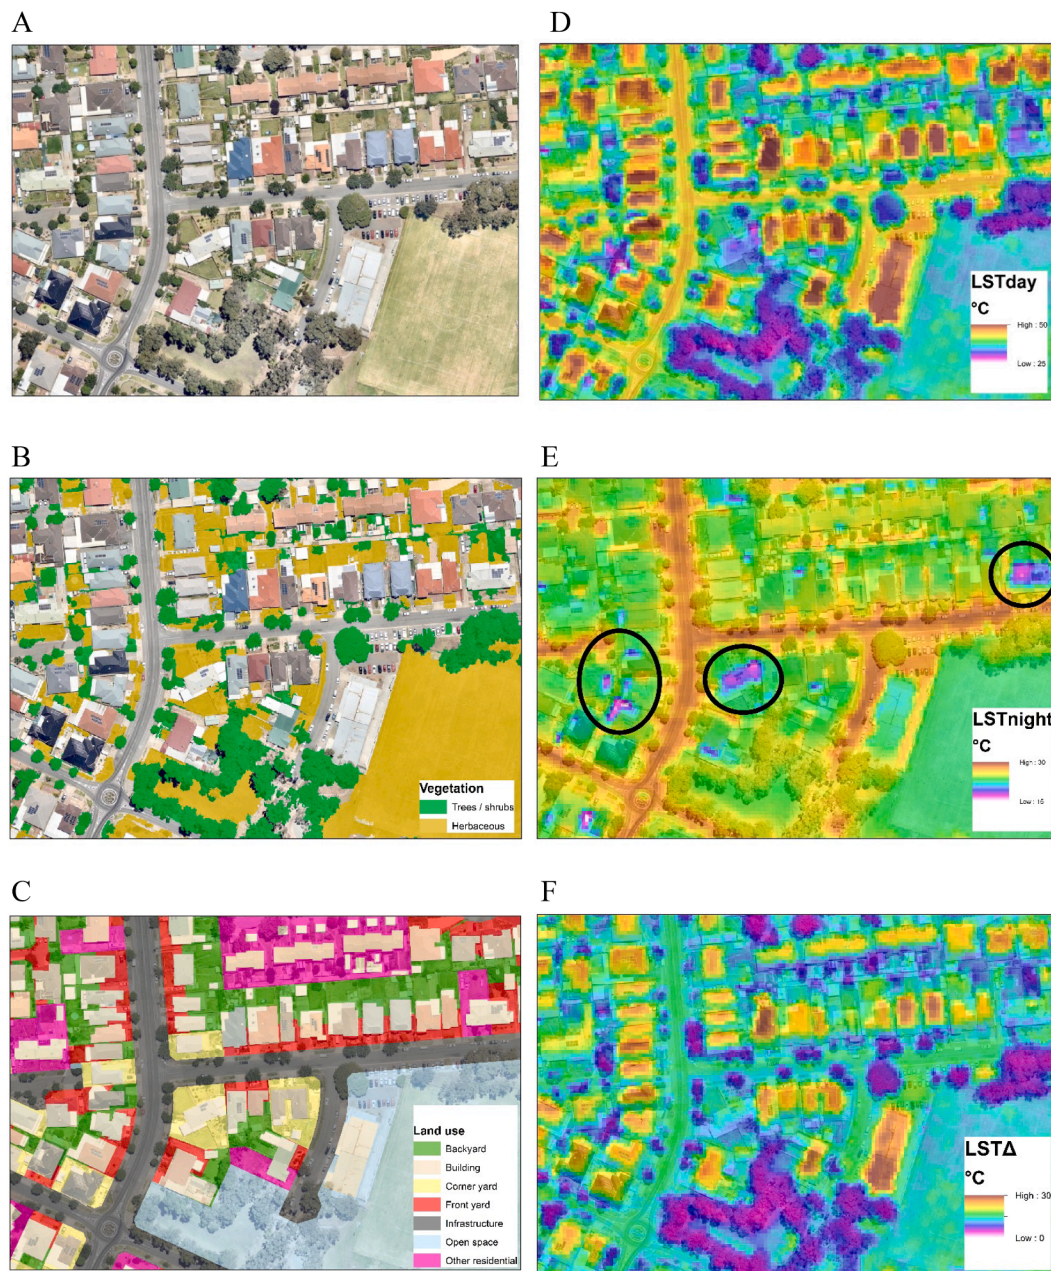 A
D
LSTday
°C
High : 50
Low : 25
B
E
Vegetation
Trees / shrubs
Herbaceous
LSTnight
°C
High : 30
Low : 15
C
F
Land use
Backyard
Building
Corner yard
Front yard
Infrastructure
Open space
Other residential
LSTΔ
°C
High : 30
Low : 0